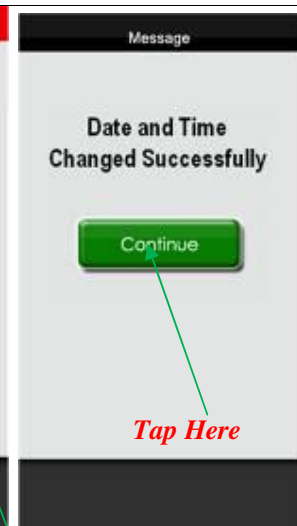 Message
Date and Time
Changed Successfully
Continue
Tap Here